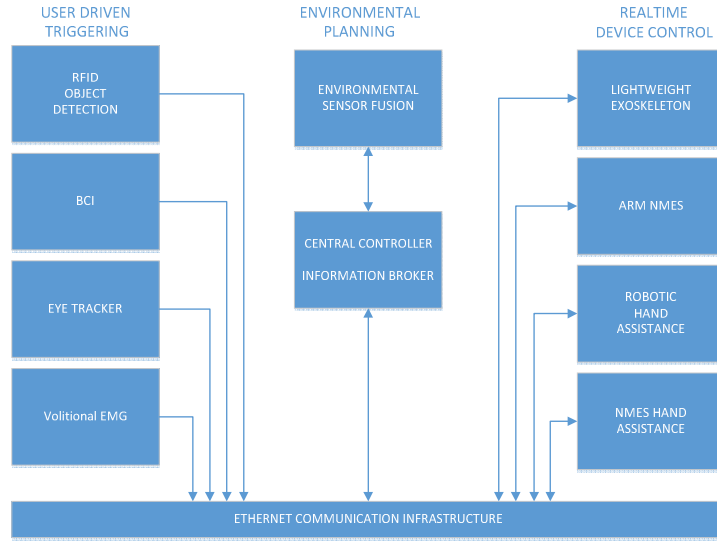 USER DRIVEN
TRIGGERING
RFID
OBJECT
DETECTION
BCI
EYE TRACKER
Volitional EMG
ENVIRONMENTAL
PLANNING
ENVIRONMENTAL
SENSOR FUSION
CENTRAL CONTROLLER
INFORMATION BROKER
REALTIME
DEVICE CONTROL
LIGHTWEIGHT
EXOSKELETON
ARM NMES
ROBOTIC
HAND
ASSISTANCE
NMES HAND
ASSISTANCE
ETHERNET COMMUNICATION INFRASTRUCTURE